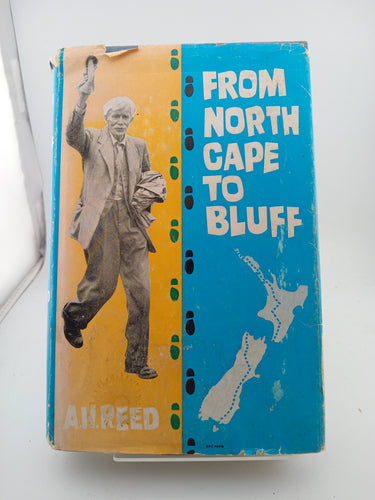 FROM
NORTH
CAPE
TO
BLUFF
A.H. REED